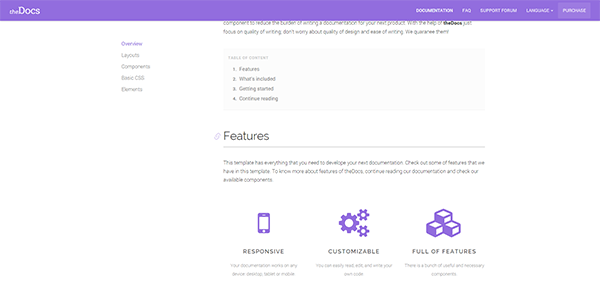 theDocs
DOCUMENTATION FAQ SUPPORT FORUM LANGUAGE PURCHASE
component to reduce the burden of writing a documentation for your next product. With the help of theDocs just
focus on quality of writing, don't worry about quality of design and ease of writing. We guranee them!
Overview
Layouts
Components
Basic CSS
Elements
TABLE OF CONTENT
1. Features
2. What's included
3. Getting started
4. Continue reading
Features
This template has everything that you need to develope your next documentation. Check out some of features that we
have in this template. To know more about features of theDocs, continue reading our documentation and check our
available components.
RESPONSIVE
Your documentation works on any
device: desktop, tablet or mobile
CUSTOMIZABLE
You can easily read, edit, and write your
own code
FULL OF FEATURES
There is a bunch of useful and necessary
components